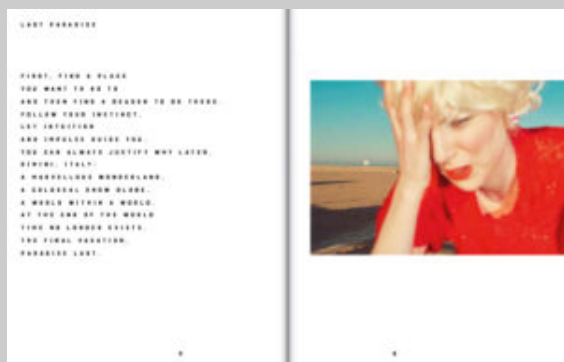 LAST PARADISE
FIRST, FIND A PLACE
YOU WANT TO GO TO
AND THEN FIND A REASON TO GO THERE.
FOLLOW YOUR INSTINCT.
LET INTUITION
AND IMPULSE GUIDE YOU.
YOU CAN ALWAYS JUSTIFY WHY LATER.
RIMINI, ITALY:
A MARVELLOUS WONDERLAND.
A COLOSSAL SNOW GLOBE.
A WORLD WITHIN A WORLD.
AT THE END OF THE WORLD
TIME NO LONGER EXISTS.
THE FINAL VACATION.
PARADISE LOST.